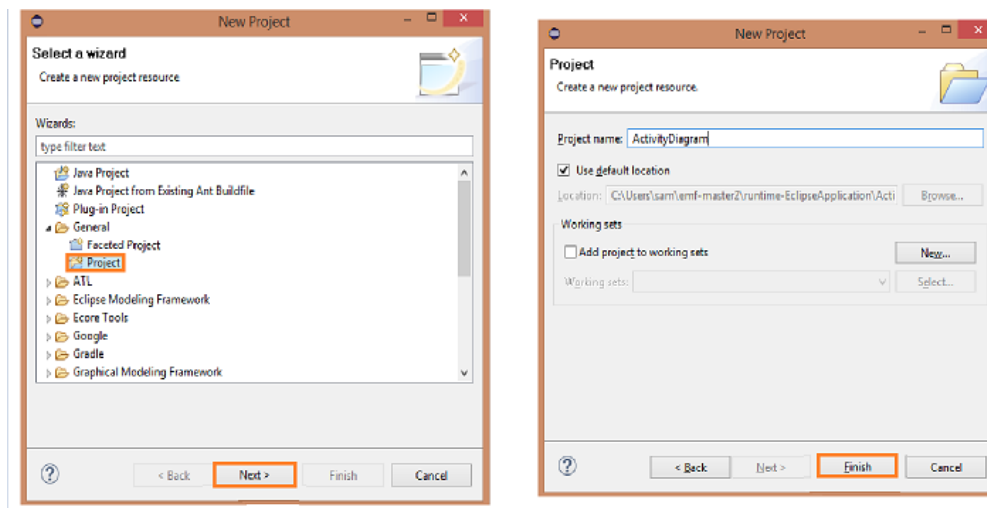 New Project
Select a wizard
Create a new project resource
Wizards:
type filter text
Java Project
Java Project from Existing Ant Buildfile
Plug-in Project
General
Faceted Project
Project
ATL
Eclipse Modeling Framework
Ecore Tools
Google
Gradle
Graphical Modeling Framework
< Back
Next >
Finish
Cancel
New Project
Project
Create a new project resource.
Project name: ActivityDiagram
Use default location
Location: C:\Users\sam\emf-master2\runtime-EclipseApplication\Acti Browse...
Working sets
Add project to working sets New...
Working sets: Select...
< Back Next > Finish Cancel